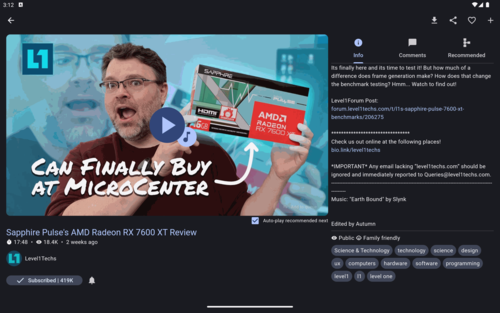 3:12
Info
Comments
Recommended
Its finally here and its time to test it! But how much of a
difference does frame generation make? How does that
change the benchmark testing? Hmm... Watch to find out!
Level1Forum Post:
forum.level1techs.com/t/l1s-sapphire-pulse-7600-xt-
benchmarks/206275
**********************************
Check us out online at the following places!
bio.link/level1techs
*IMPORTANT* Any email lacking "level1techs.com" should be
ignored and immediately reported to Queries@level1techs.com.
Music: "Earth Bound" by Slynk
Edited by Autumn
Public Family friendly
Science & Technology technology science design
us computers hardware software programming
level1 l1 level one
L1
SAPPHIRE
PULSE
HDMI
AMD
RADEON
RX 7600 XT
CAN FINALLY BUY
AT MICROCENTER
Auto-play recommended next
Sapphire Pulse's AMD Radeon RX 7600 XT Review
17:48 • 18.4K • 2 weeks ago
Level1Techs
Subscribed | 419K